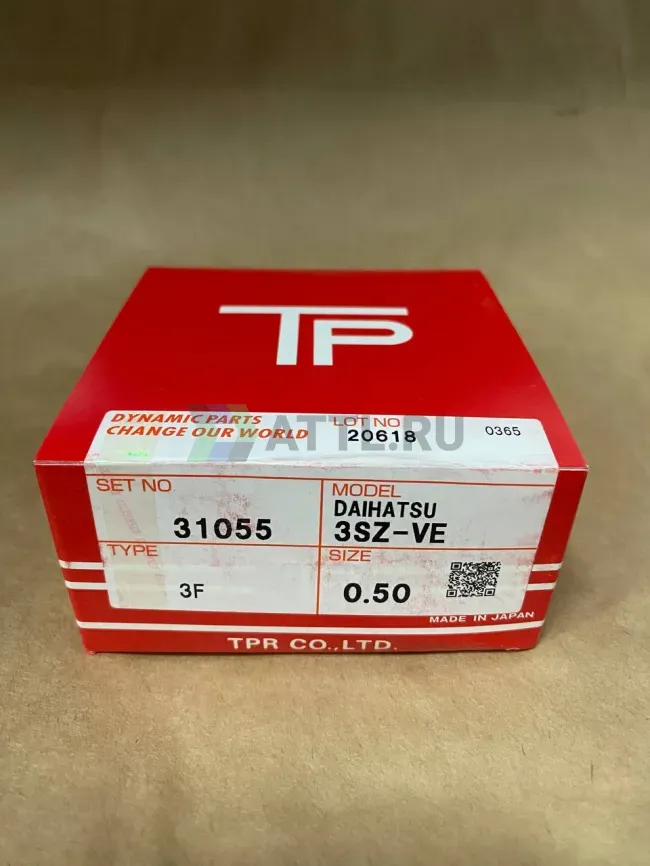 TP
DYNAMIC PARTS
CHANGE OUR WORLD
LOT NO
20618
0365
ATTE.RU
SET NO
31055
MODEL
DAIHATSU
3SZ-VE
TYPE
3F
SIZE
0.50
MADE IN JAPAN
TPR CO.,LTD.